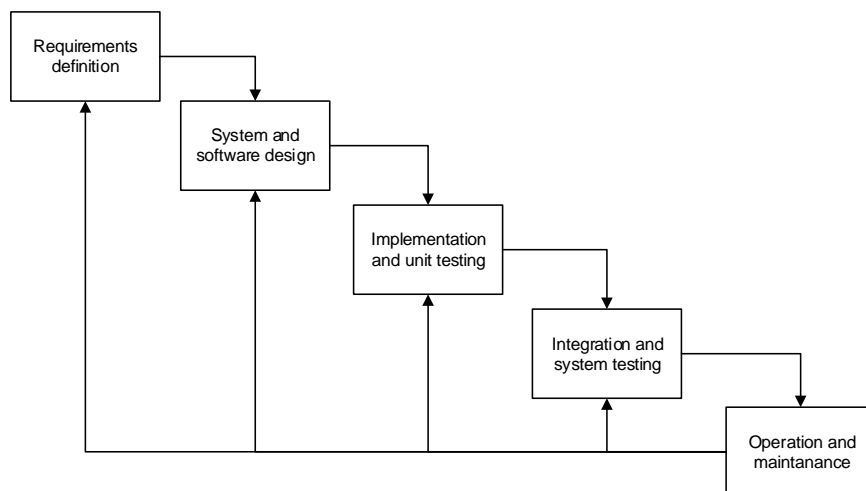 Requirements
definition
System and
software design
Implementation
and unit testing
Integration and
system testing
Operation and
maintanance